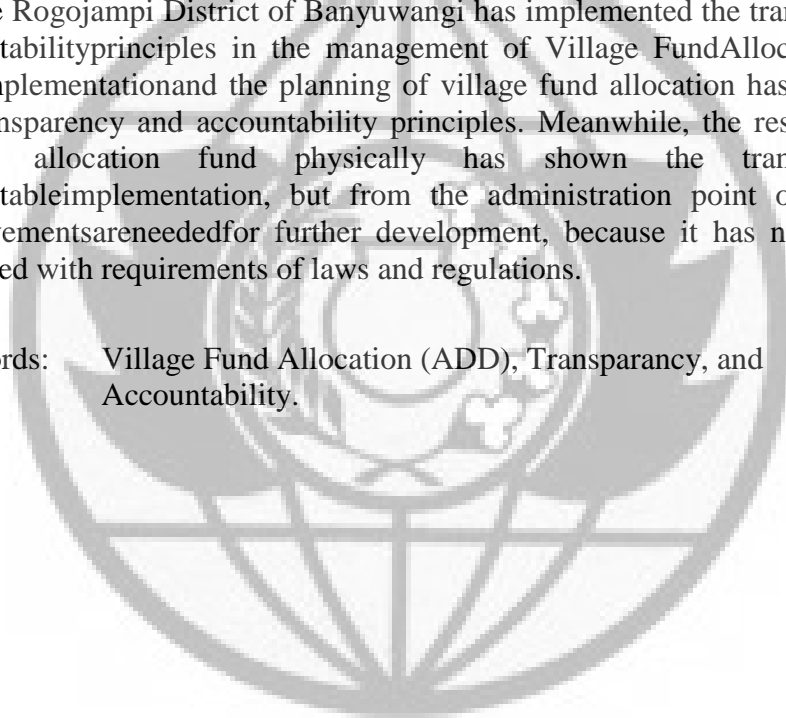 e Rogojampi District of Banyuwangi has implemented the tran
tabilityprinciples in the management of Village FundAlloc
nplementationand the planning of village fund allocation has
nsparency and accountability principles. Meanwhile, the res
allocation fund physically has shown the tran
tableimplementation, but from the administration point o
vementsareneededfor further development, because it has n
ed with requirements of laws and regulations.
ords: Village Fund Allocation (ADD), Transparancy, and
Accountability.